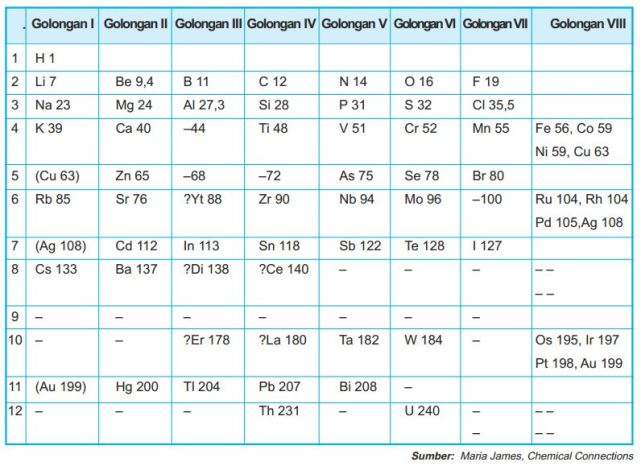 . Golongan I Golongan II Golongan III Golongan IV Golongan V Golongan VI Golongan VII Golongan VIII
1 H 1
2 Li 7 Be 9,4 B 11 C 12 N 14 O 16 F 19
3 Na 23 Mg 24 Al 27,3 Si 28 P 31 S 32 Cl 35,5
4 K 39 Ca 40 –44 Ti 48 V 51 Cr 52 Mn 55 Fe 56, Co 59
Ni 59, Cu 63
5 (Cu 63) Zn 65 –68 –72 As 75 Se 78 Br 80
6 Rb 85 Sr 76 ?Yt 88 Zr 90 Nb 94 Mo 96 –100 Ru 104, Rh 104
Pd 105,Ag 108
7 (Ag 108) Cd 112 In 113 Sn 118 Sb 122 Te 128 I 127
8 Cs 133 Ba 137 ?Di 138 ?Ce 140 – – – – –
– –
9 – – – – – – –
10 – – ?Er 178 ?La 180 Ta 182 W 184 – Os 195, Ir 197
Pt 198, Au 199
11 (Au 199) Hg 200 Tl 204 Pb 207 Bi 208 –
12 – – – Th 231 – U 240 – – –
– – –
Sumber: Maria James, Chemical Connections